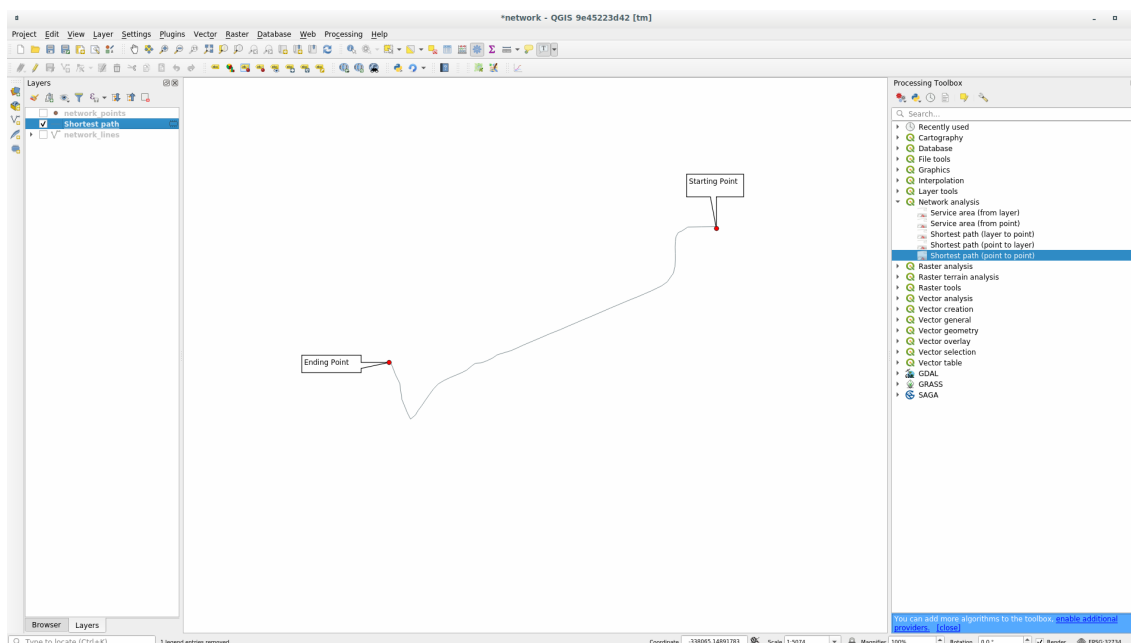 *network - QGIS 9e45223d42 [tm]
Project Edit View Layer Settings Plugins Vector Raster Database Web Processing Help
Layers
network_points
Shortest path
network_lines
Starting Point
Ending Point
Processing Toolbox
Search...
Recently used
Cartography
Database
File tools
Graphics
Interpolation
Layer tools
Network analysis
Service area (from layer)
Service area (from point)
Shortest path (layer to point)
Shortest path (point to layer)
Shortest path (point to point)
Raster analysis
Raster terrain analysis
Raster tools
Vector analysis
Vector creation
Vector general
Vector geometry
Vector overlay
Vector selection
Vector table
GDAL
GRASS
SAGA
You can add more algorithms to the toolbox, enable additional
providers. [close]
Browser Layers
Type to locate (Ctrl+K) 1 legend entries removed. Coordinate -338065,14891783 Scale 1:5074 Magnifier 100% Rotation 0,0 ° Render EPSG:32734